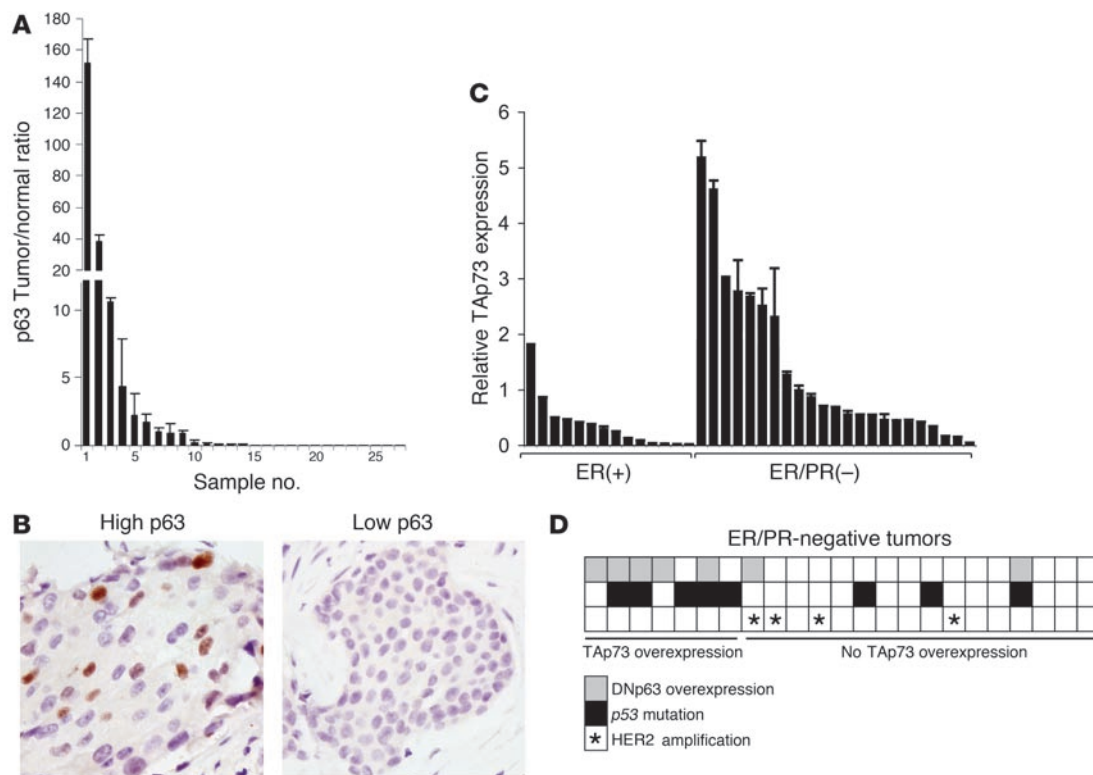 A
p63 Tumor/normal ratio
180
160
140
120
100
80
60
40
20
10
5
0
1 5 10 15 20 25
Sample no.
B
High p63 Low p63
C
Relative TAp73 expression
6
5
4
3
2
1
0
ER(+) ER/PR(–)
D
ER/PR-negative tumors
* * * *
TAp73 overexpression No TAp73 overexpression
DNp63 overexpression
p53 mutation
* HER2 amplification